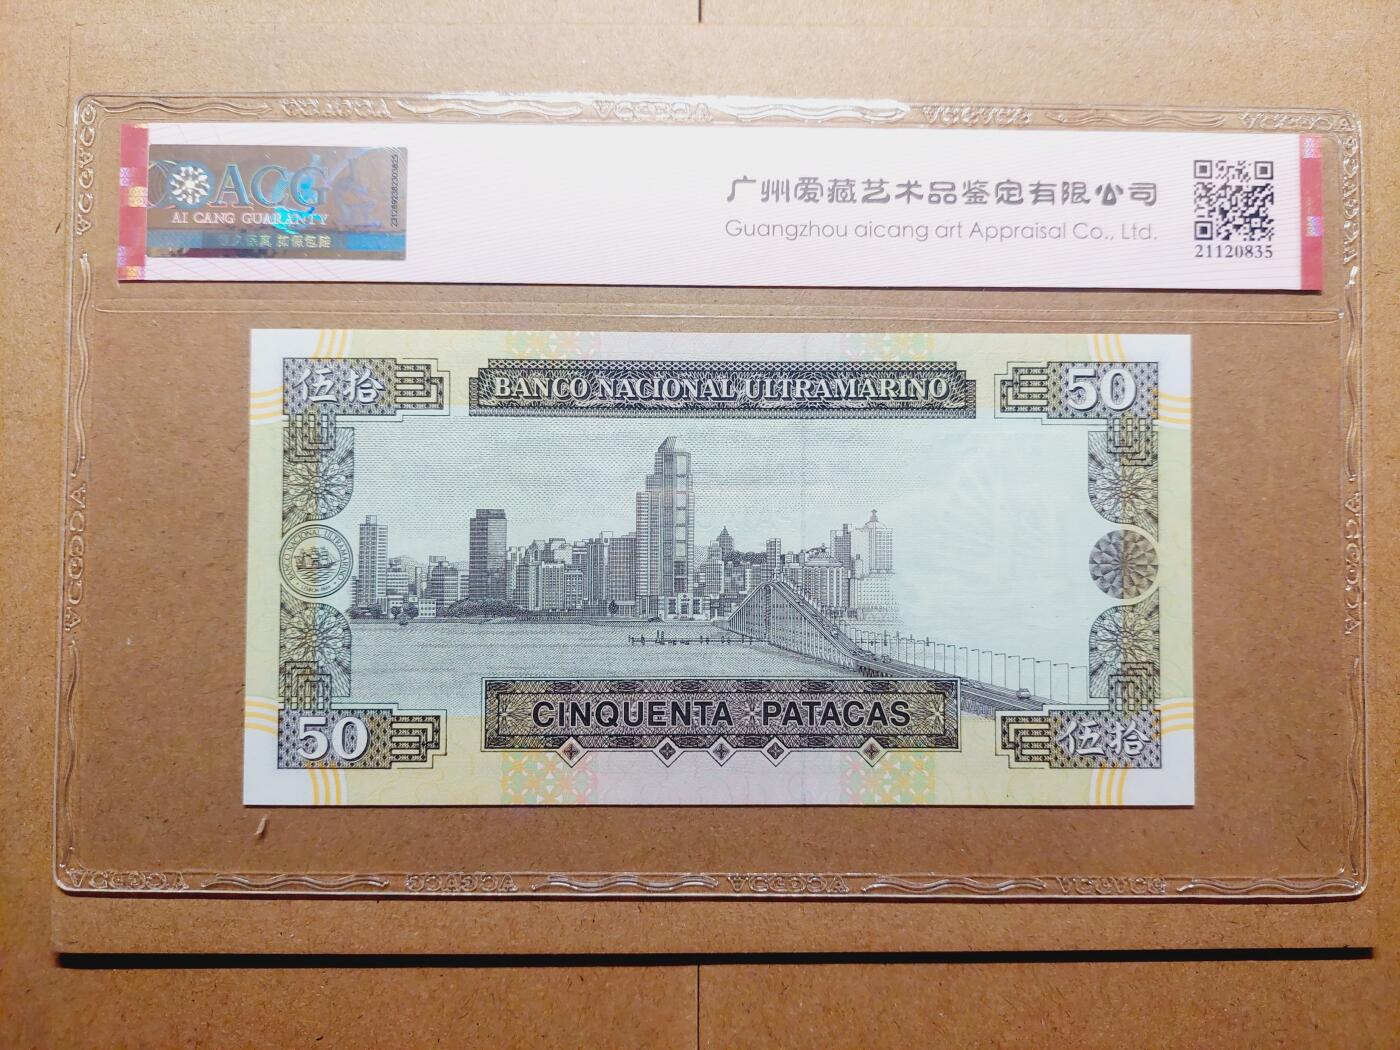 ACG
AI CANG GUARANTY
广州爱藏艺术品鉴定有限公司
Guangzhou aicang art Appraisal Co., Ltd.
21120835
伍拾
BANCO NACIONAL ULTRAMARINO
50
CINQUENTA PATACAS
50
伍拾